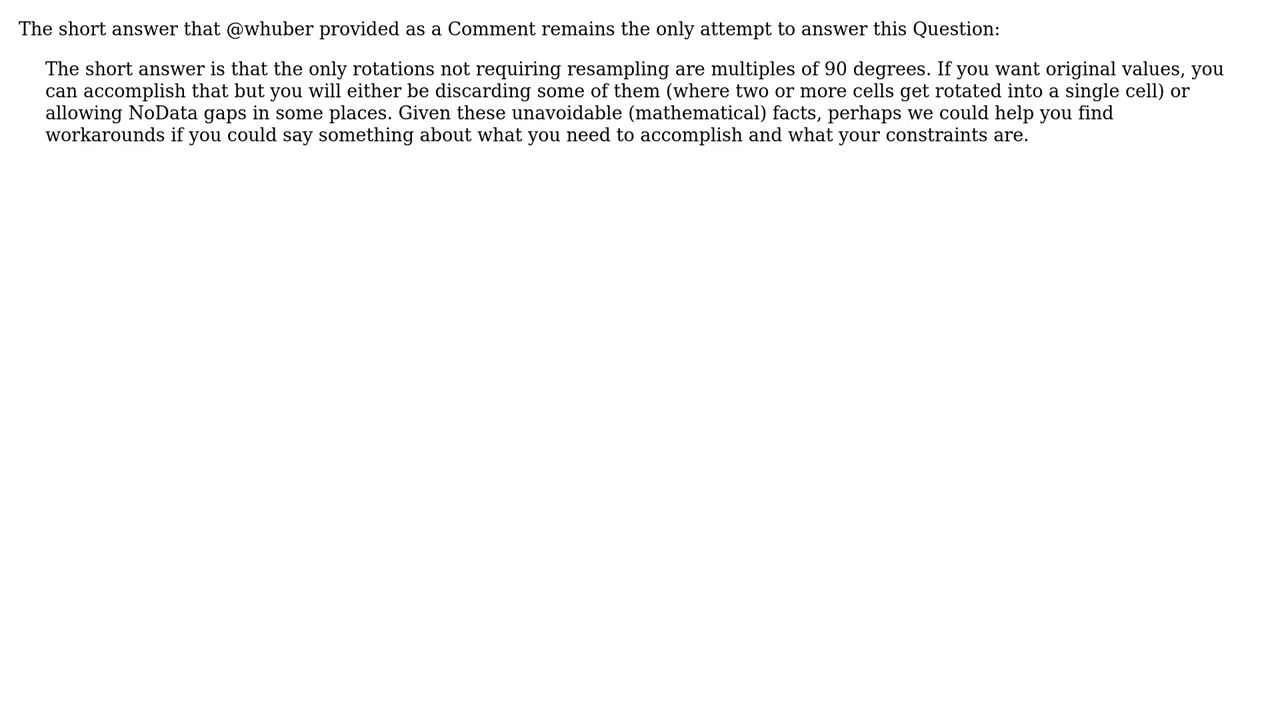 The short answer that @whuber provided as a Comment remains the only attempt to answer this Question:
The short answer is that the only rotations not requiring resampling are multiples of 90 degrees. If you want original values, you
can accomplish that but you will either be discarding some of them (where two or more cells get rotated into a single cell) or
allowing NoData gaps in some places. Given these unavoidable (mathematical) facts, perhaps we could help you find
workarounds if you could say something about what you need to accomplish and what your constraints are.